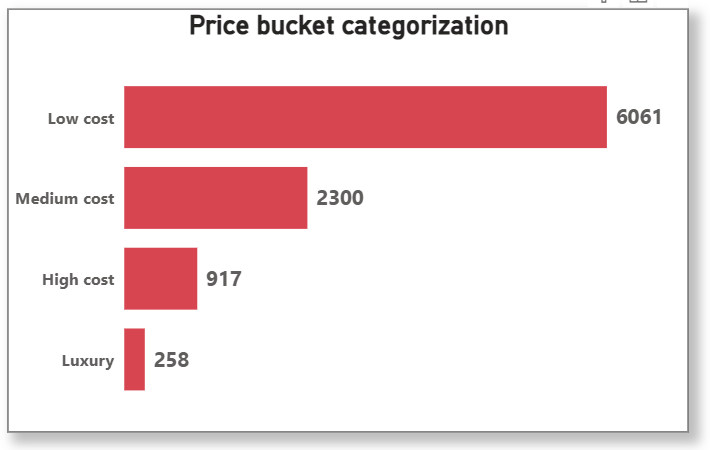 Price bucket categorization
Low cost 6061
Medium cost 2300
High cost 917
Luxury 258